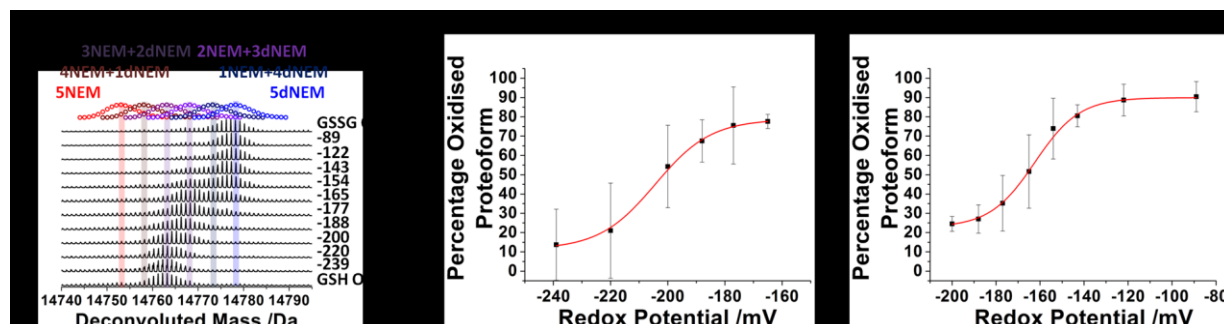 3NEM+2dNEM 2NEM+3dNEM
4NEM+1dNEM 1NEM+4dNEM
5NEM 5dNEM
GSSG
-89
-122
-143
-154
-165
-177
-188
-200
-220
-239
GSH
14740 14750 14760 14770 14780 14790
Deconvoluted Mass /Da
Percentage Oxidised
Proteoform
100
90
80
70
60
50
40
30
20
10
0
-240 -220 -200 -180 -160
Redox Potential /mV
Percentage Oxidised
Proteoform
100
90
80
70
60
50
40
30
20
10
0
-200 -180 -160 -140 -120 -100 -80
Redox Potential /mV